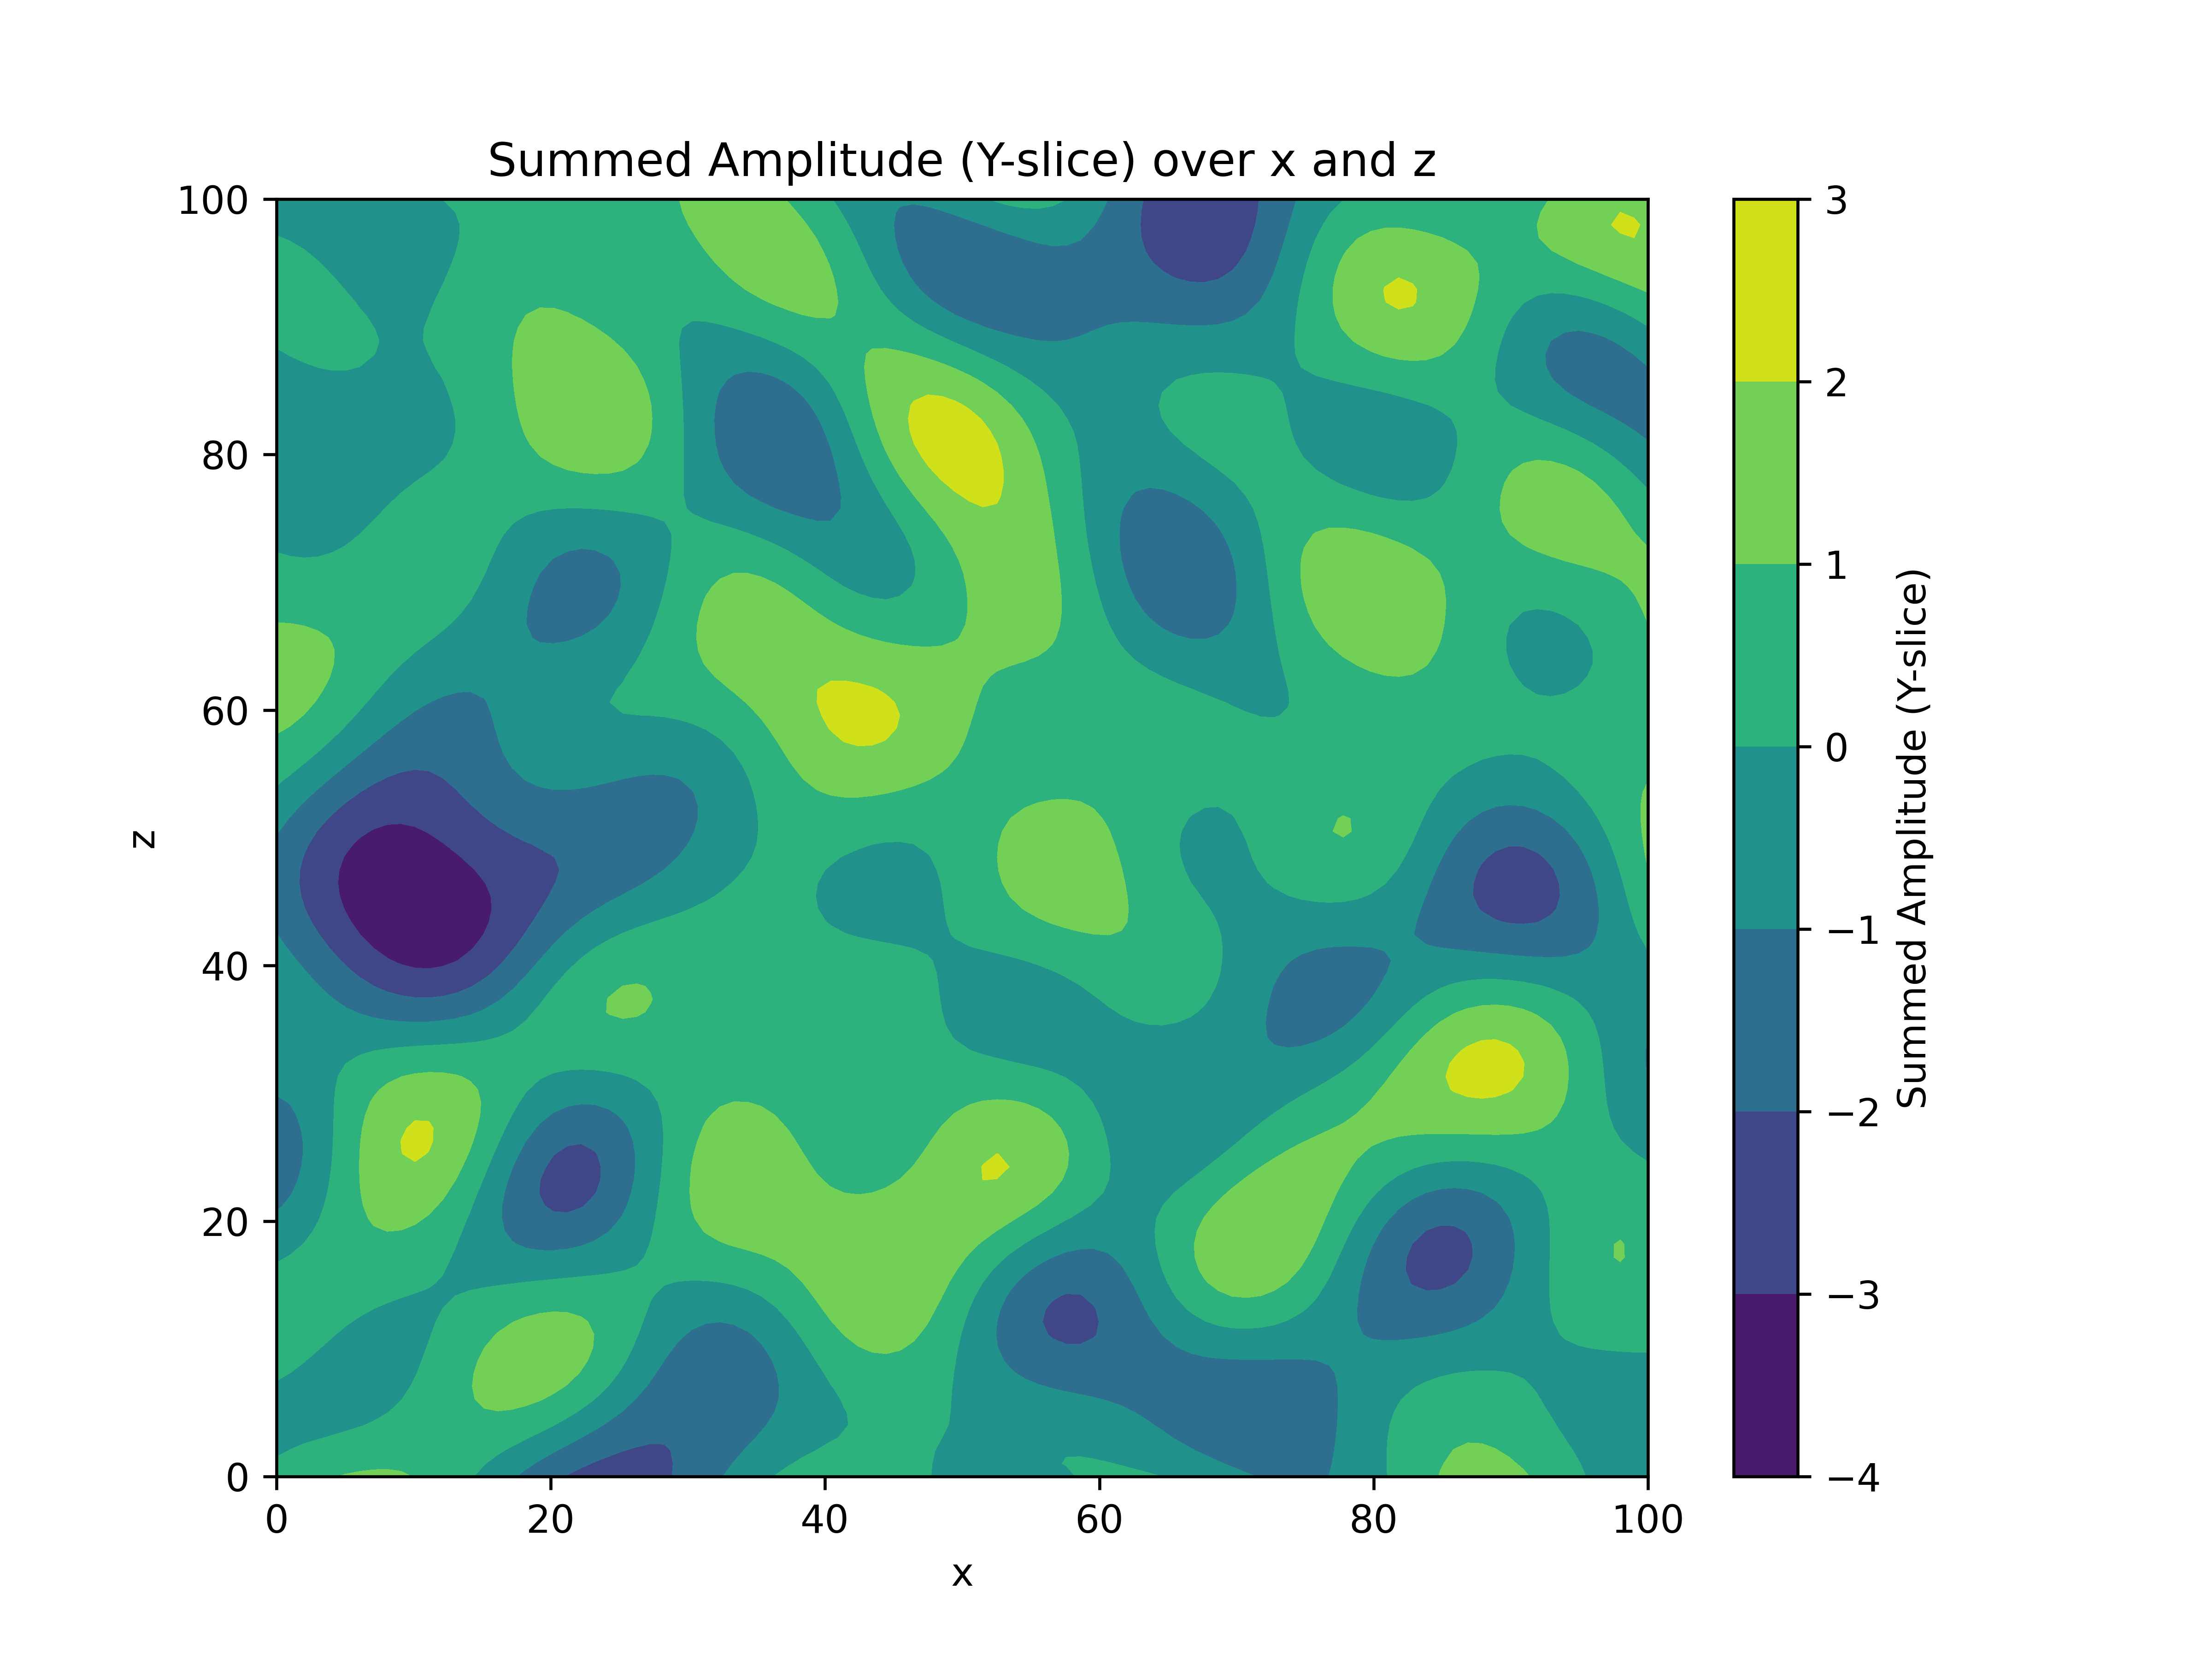 Summed Amplitude (Y-slice) over x and z
100
80
60
40
20
0
z
0 20 40 60 80 100
x
3
2
1
0
−1
−2
−3
−4
Summed Amplitude (Y-slice)